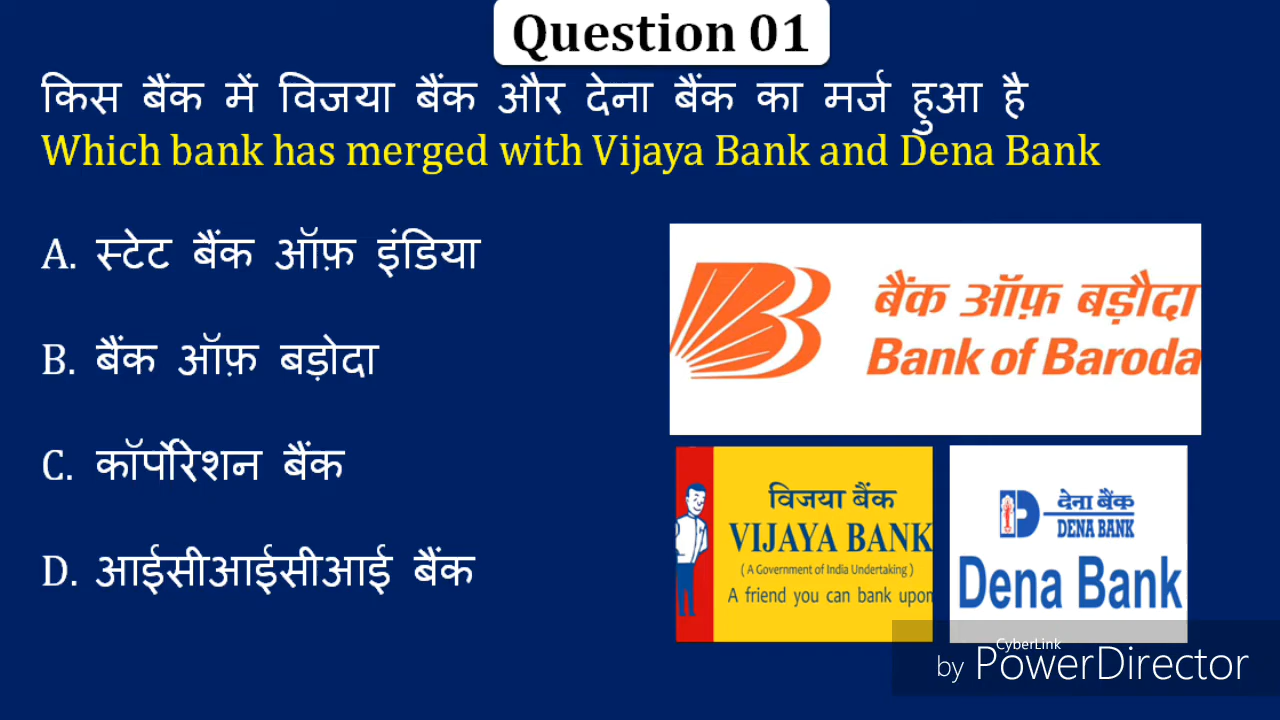 Question 01
किस बैंक में विजया बैंक और देना बैंक का मर्ज हुआ है
Which bank has merged with Vijaya Bank and Dena Bank
A. स्टेट बैंक ऑफ़ इंडिया
B. बैंक ऑफ़ बड़ोदा
C. कॉर्पोरेशन बैंक
D. आईसीआईसीआई बैंक
बैंक ऑफ़ बड़ौदा
Bank of Baroda
विजया बैंक
VIJAYA BANK
( A Government of India Undertaking )
A friend you can bank upon
देना बैंक
DENA BANK
Dena Bank
CyberLink
by PowerDirector